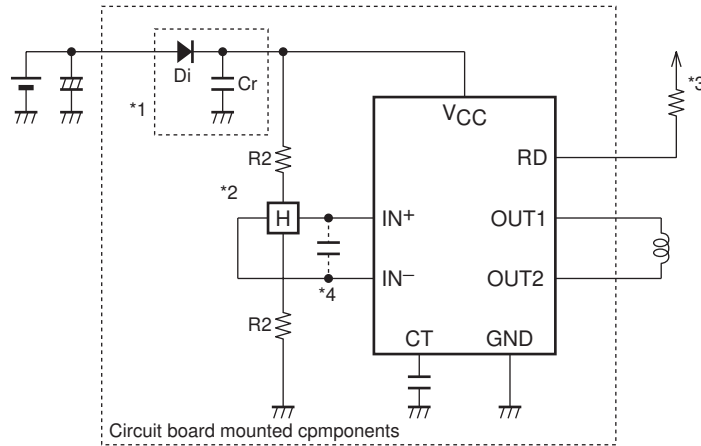 Di
Cr
*1
VCC
*3
R2
RD
*2
H
IN+
OUT1
IN−
OUT2
*4
R2
CT
GND
Circuit board mounted cpmponents